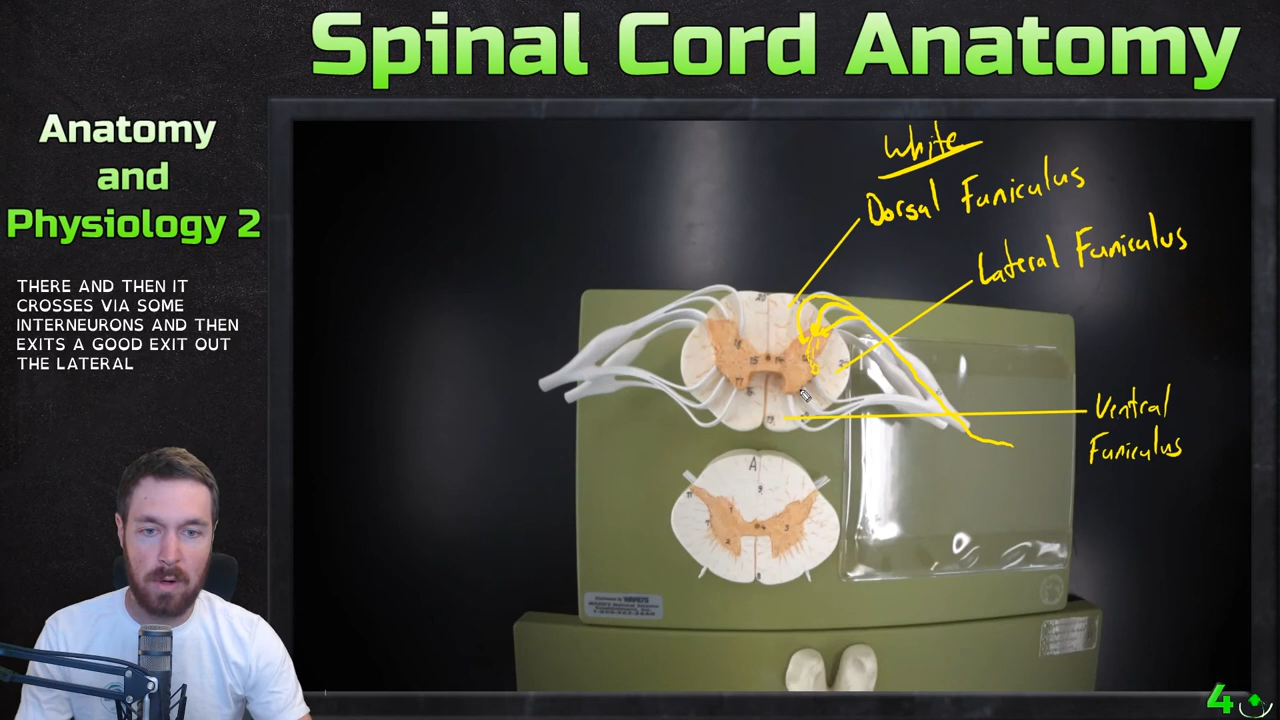 Spinal Cord Anatomy
Anatomy
and
Physiology 2
THERE AND THEN IT
CROSSES VIA SOME
INTERNEURONS AND THEN
EXITS A GOOD EXIT OUT
THE LATERAL
White
Dorsal Funiculus
Lateral Funiculus
Ventral
Funiculus
A
4